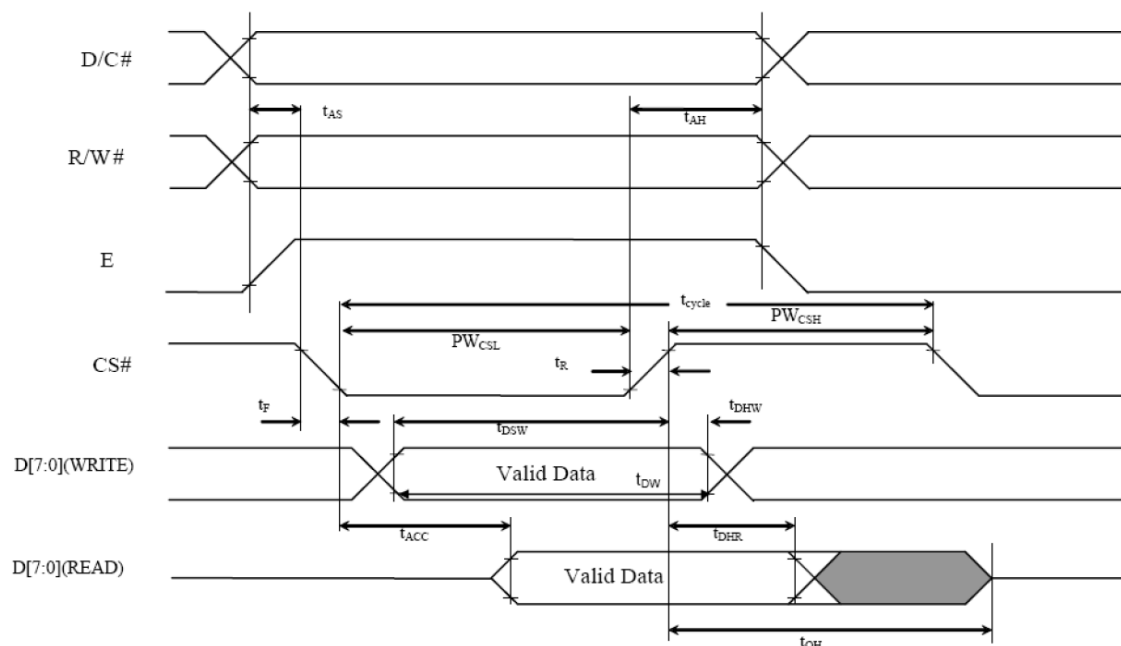 D/C#
tAS
tAH
R/W#
E
tcycle
PWCSL
PWCSH
CS#
tR
tF
tDSW
tDHW
D[7:0](WRITE)
Valid Data
tDW
tACC
tDHR
D[7:0](READ)
Valid Data
tOH